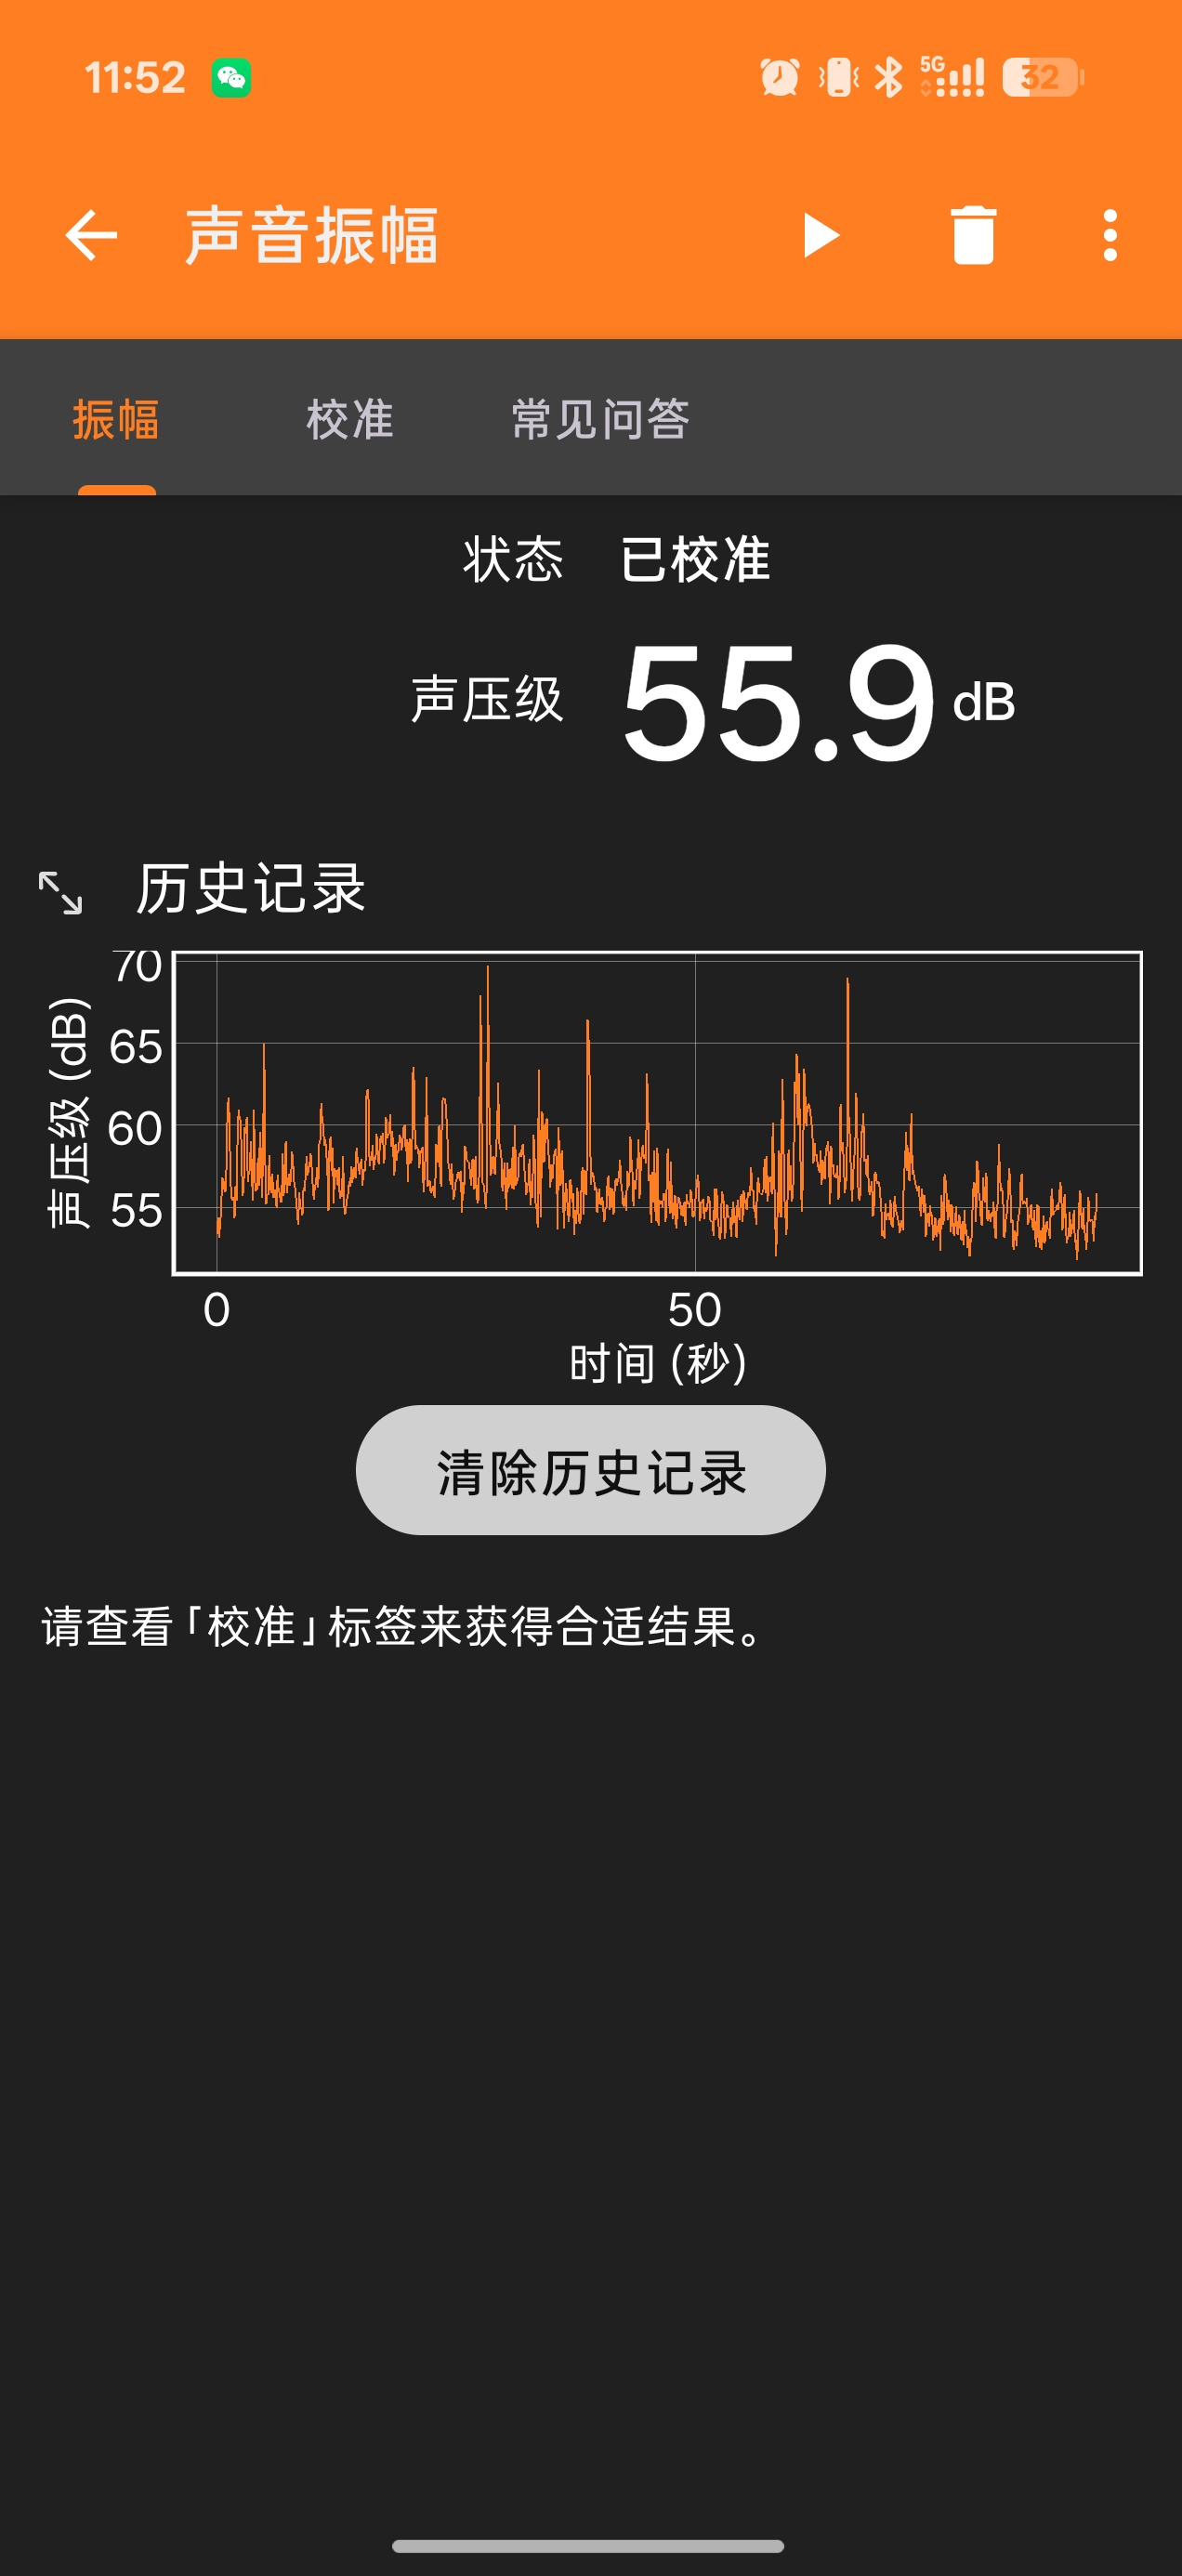 11:52 5G 32
声音振幅
振幅 校准 常见问答
状态 已校准
声压级 55.9 dB
历史记录
70
65
60
55
声压级 (dB)
0 50
时间 (秒)
清除历史记录
请查看「校准」标签来获得合适结果。